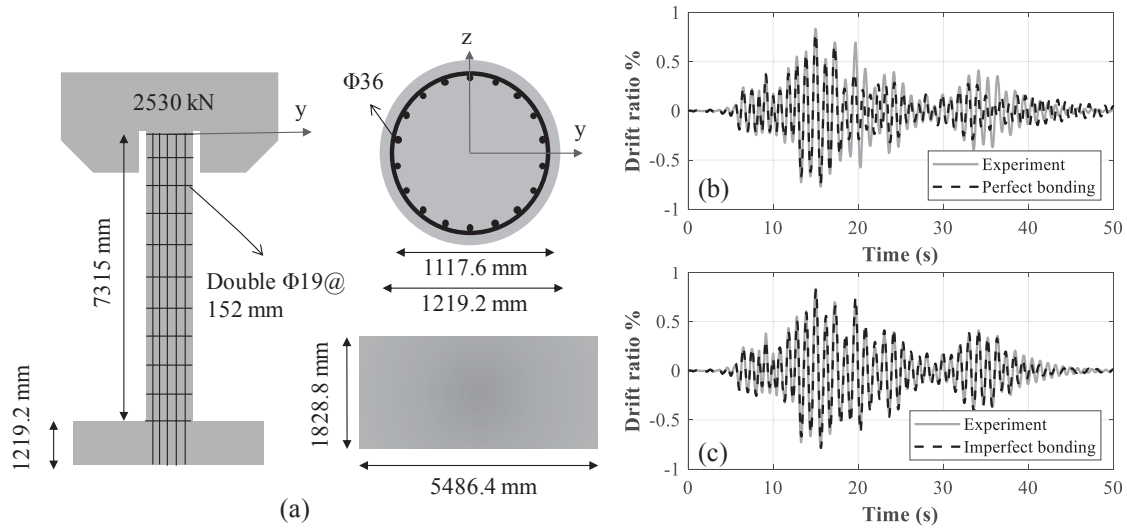 2530 kN
y
7315 mm
Double Φ19@
152 mm
1219.2 mm
z
Φ36
y
1117.6 mm
1219.2 mm
1828.8 mm
5486.4 mm
(a)
Drift ratio %
1
0.5
0
-0.5
-1
(b)
Experiment
Perfect bonding
0 10 20 30 40 50
Time (s)
Drift ratio %
1
0.5
0
-0.5
-1
(c)
Experiment
Imperfect bonding
0 10 20 30 40 50
Time (s)